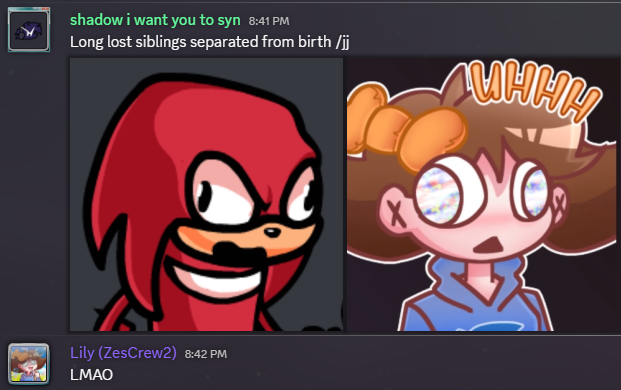 shadow i want you to syn 8:41 PM
Long lost siblings separated from birth /jj
UHHH
Lily (ZesCrew2) 8:42 PM
LMAO